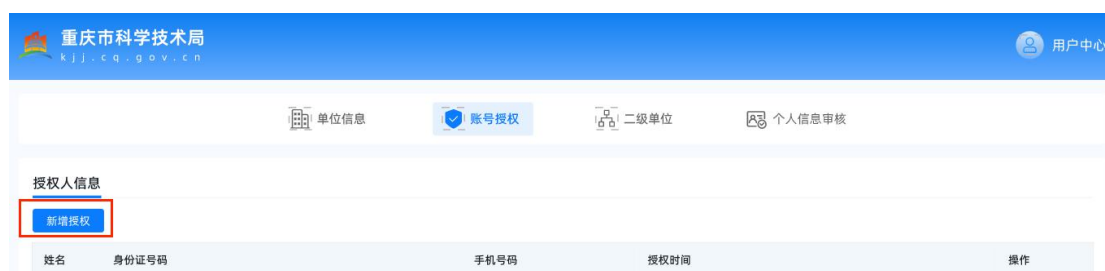 重庆市科学技术局
kjj.cq.gov.cn
用户中心
单位信息 账号授权 二级单位 个人信息审核
授权人信息
新增授权
姓名 身份证号码 手机号码 授权时间 操作